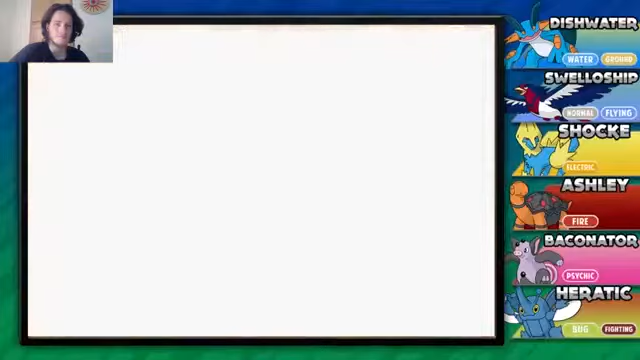 DISHWATER
WATER GROUND
SWELLOSHIP
NORMAL FLYING
SHOCKE
ELECTRIC
ASHLEY
FIRE
BACONATOR
PSYCHIC
HERATIC
BUG FIGHTING